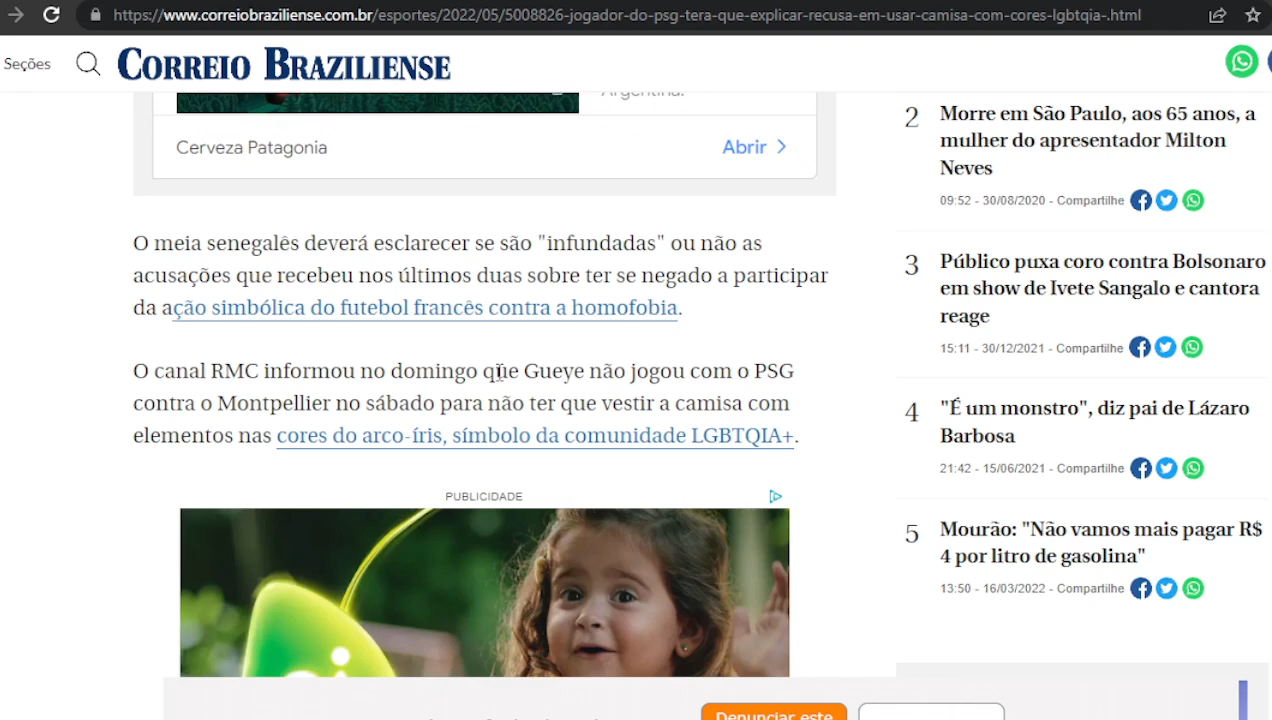 https://www.correiobraziliense.com.br/esportes/2022/05/5008826-jogador-do-psg-tera-que-explicar-recusa-em-usar-camisa-com-cores-lgbtqia-.html
Seções
CORREIO BRAZILIENSE
Argentina.
Cerveza Patagonia
Abrir
O meia senegalês deverá esclarecer se são "infundadas" ou não as
acusações que recebeu nos últimos duas sobre ter se negado a participar
da ação simbólica do futebol francês contra a homofobia.
O canal RMC informou no domingo que Gueye não jogou com o PSG
contra o Montpellier no sábado para não ter que vestir a camisa com
elementos nas cores do arco-íris, símbolo da comunidade LGBTQIA+.
PUBLICIDADE
Denunciar este
2
Morre em São Paulo, aos 65 anos, a
mulher do apresentador Milton
Neves
09:52 - 30/08/2020 - Compartilhe
3
Público puxa coro contra Bolsonaro
em show de Ivete Sangalo e cantora
reage
15:11 - 30/12/2021 - Compartilhe
4
"É um monstro", diz pai de Lázaro
Barbosa
21:42 - 15/06/2021 - Compartilhe
5
Mourão: "Não vamos mais pagar R$
4 por litro de gasolina"
13:50 - 16/03/2022 - Compartilhe